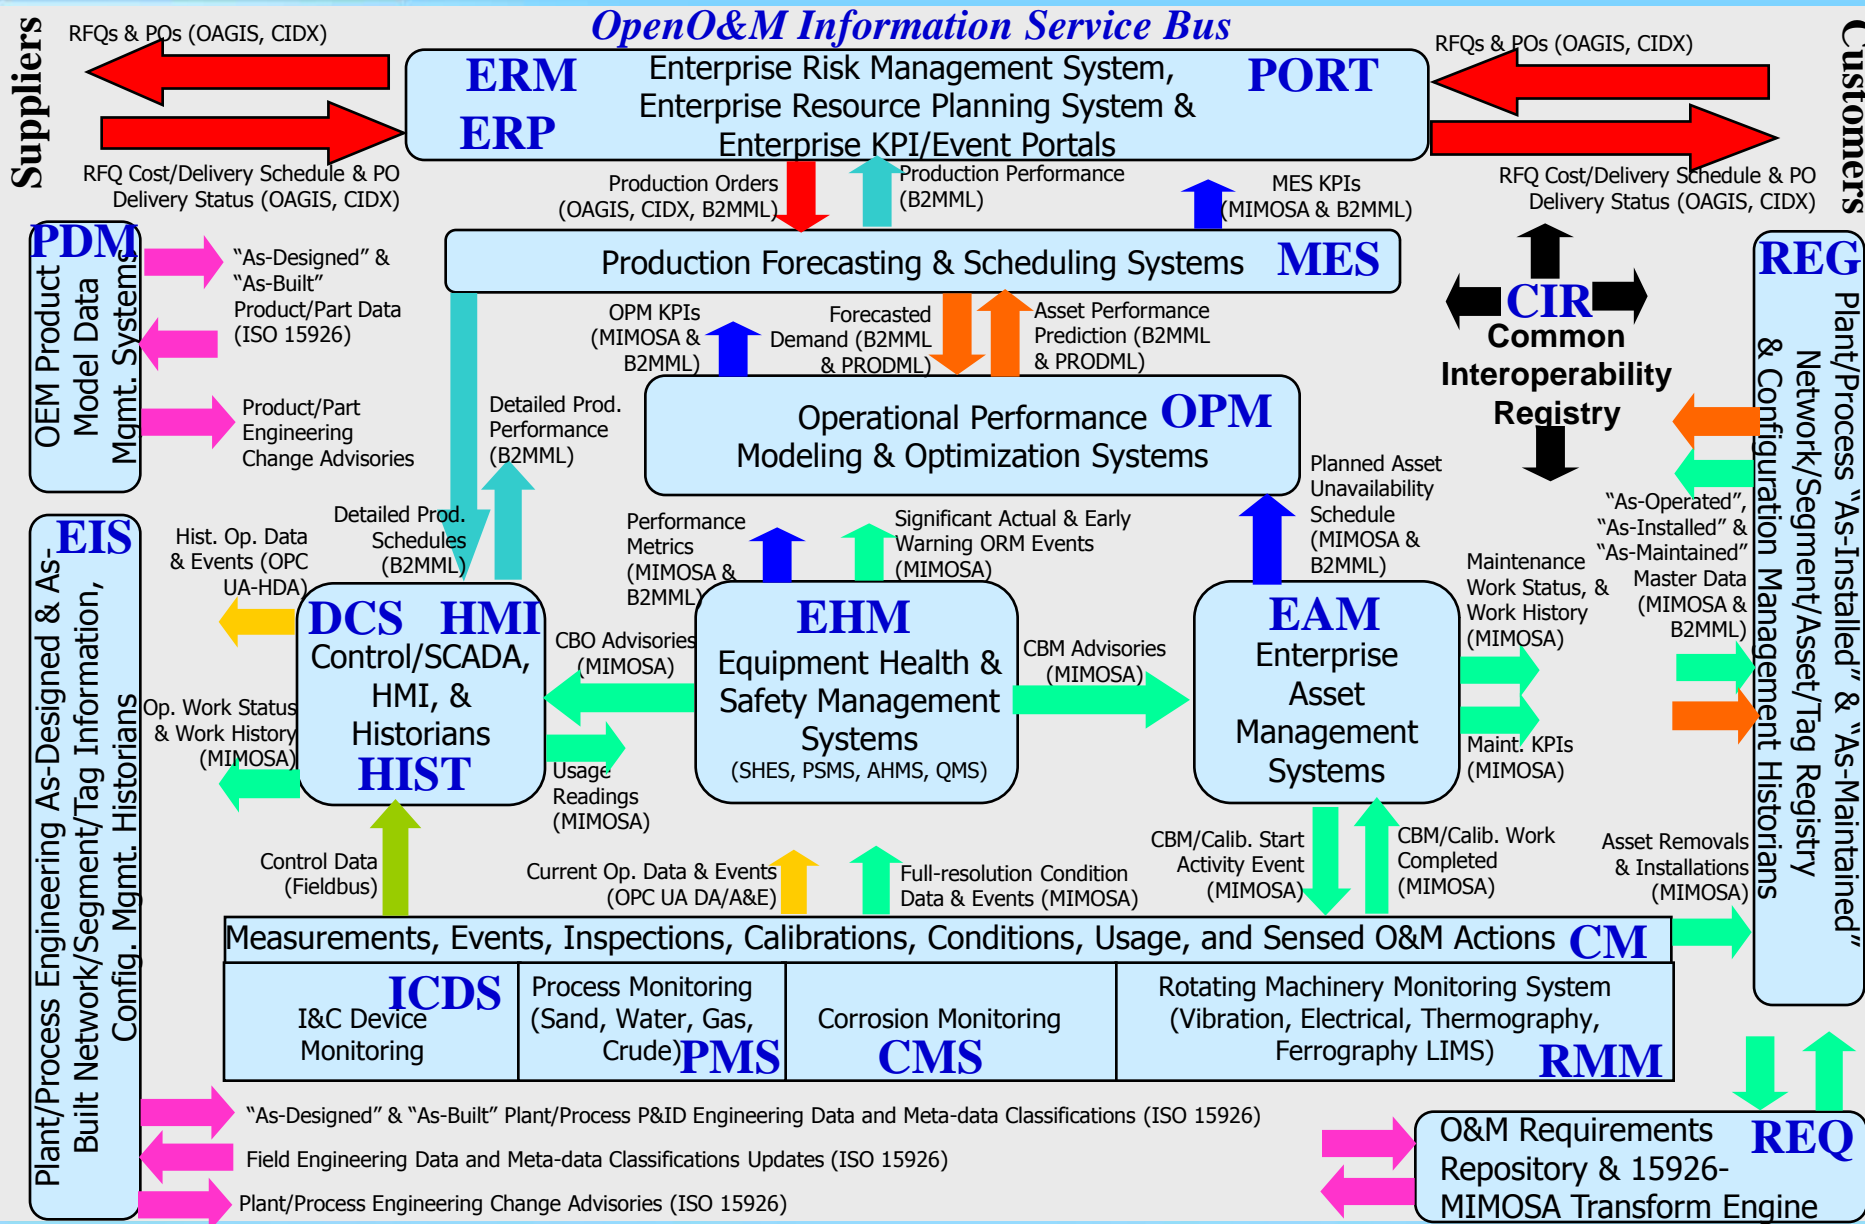 OpenO&M Information Service Bus
Suppliers
RFQs & POs (OAGIS, CIDX)
RFQ Cost/Delivery Schedule & PO
Delivery Status (OAGIS, CIDX)
ERM
ERP
Enterprise Risk Management System,
Enterprise Resource Planning System &
Enterprise KPI/Event Portals
PORT
RFQs & POs (OAGIS, CIDX)
RFQ Cost/Delivery Schedule & PO
Delivery Status (OAGIS, CIDX)
Customers
Production Orders
(OAGIS, CIDX, B2MML)
Production Performance
(B2MML)
MES KPIs
(MIMOSA & B2MML)
Production Forecasting & Scheduling Systems
MES
PDM
OEM Product
Model Data
Mgmt. Systems
“As-Designed” &
“As-Built”
Product/Part Data
(ISO 15926)
Product/Part
Engineering
Change Advisories
OPM KPIs
(MIMOSA &
B2MML)
Forecasted
Demand (B2MML
& PRODML)
Asset Performance
Prediction (B2MML
& PRODML)
CIR
Common
Interoperability
Registry
REG
Plant/Process “As-Installed” & “As-Maintained”
Network/Segment/Asset/Tag Registry
& Configuration Management Historians
Operational Performance
Modeling & Optimization Systems
OPM
Detailed Prod.
Performance
(B2MML)
Detailed Prod.
Schedules
(B2MML)
EIS
Plant/Process Engineering As-Designed & As-
Built Network/Segment/Tag Information,
Config. Mgmt. Historians
Hist. Op. Data
& Events (OPC
UA-HDA)
Performance
Metrics
(MIMOSA &
B2MML)
Significant Actual & Early
Warning ORM Events
(MIMOSA)
Planned Asset
Unavailability
Schedule
(MIMOSA &
B2MML)
“As-Operated”,
“As-Installed” &
“As-Maintained”
Master Data
(MIMOSA &
B2MML)
DCS HMI
Control/SCADA,
HMI, &
Historians
HIST
CBO Advisories
(MIMOSA)
EHM
Equipment Health &
Safety Management
Systems
(SHES, PSMS, AHMS, QMS)
CBM Advisories
(MIMOSA)
EAM
Enterprise
Asset
Management
Systems
Maintenance
Work Status, &
Work History
(MIMOSA)
Maint. KPIs
(MIMOSA)
Op. Work Status
& Work History
(MIMOSA)
Usage
Readings
(MIMOSA)
Control Data
(Fieldbus)
Current Op. Data & Events
(OPC UA DA/A&E)
Full-resolution Condition
Data & Events (MIMOSA)
CBM/Calib. Start
Activity Event
(MIMOSA)
CBM/Calib. Work
Completed
(MIMOSA)
Asset Removals
& Installations
(MIMOSA)
Measurements, Events, Inspections, Calibrations, Conditions, Usage, and Sensed O&M Actions
CM
ICDS
I&C Device
Monitoring
Process Monitoring
(Sand, Water, Gas,
Crude)
PMS
Corrosion Monitoring
CMS
Rotating Machinery Monitoring System
(Vibration, Electrical, Thermography,
Ferrography LIMS)
RMM
“As-Designed” & “As-Built” Plant/Process P&ID Engineering Data and Meta-data Classifications (ISO 15926)
Field Engineering Data and Meta-data Classifications Updates (ISO 15926)
Plant/Process Engineering Change Advisories (ISO 15926)
O&M Requirements
Repository & 15926-
MIMOSA Transform Engine
REQ